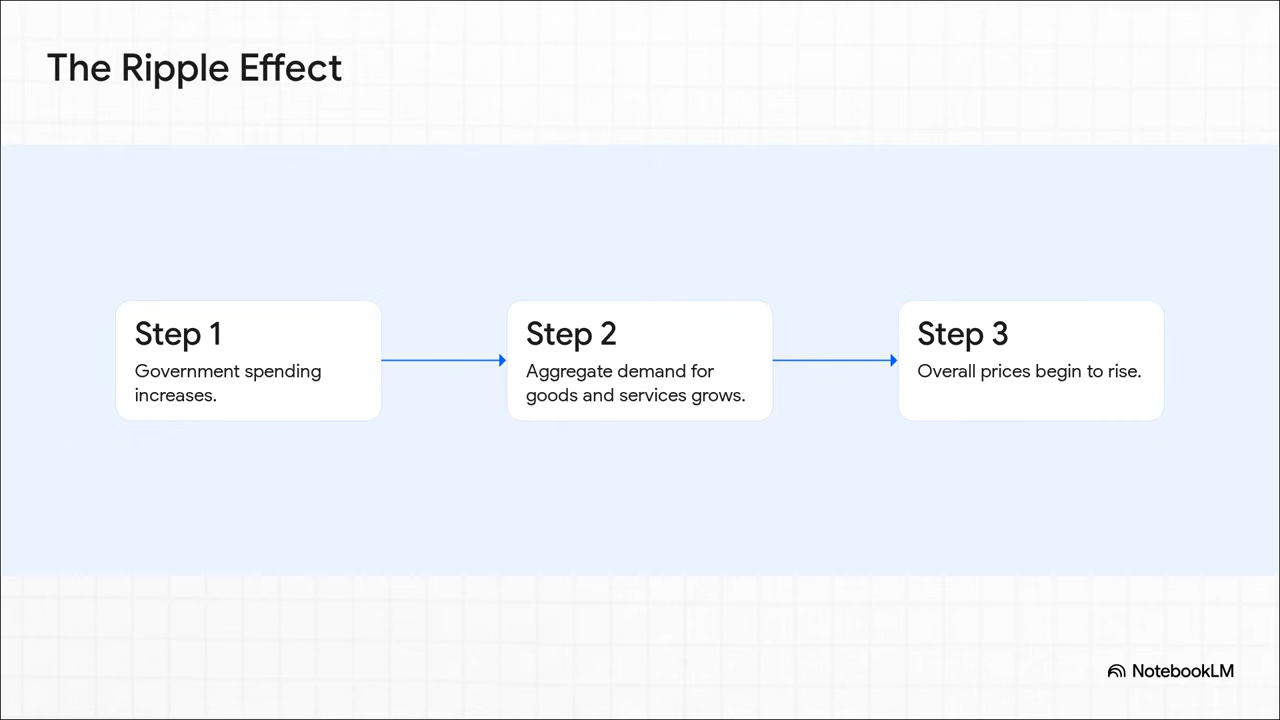 The Ripple Effect
Step 1
Government spending
increases.
Step 2
Aggregate demand for
goods and services grows.
Step 3
Overall prices begin to rise.
NotebookLM